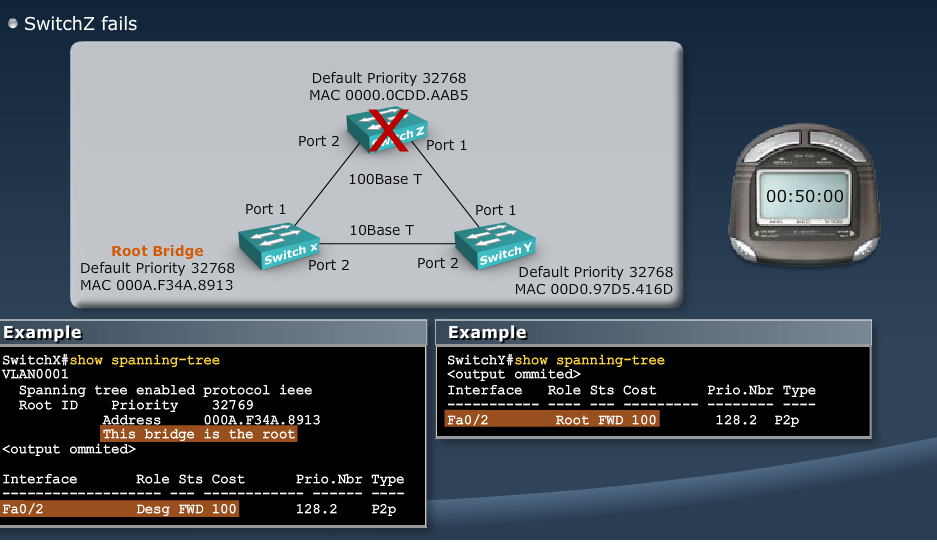 SwitchZ fails
Default Priority 32768
MAC 0000.0CDD.AAB5
Port 2
Switch Z
Port 1
100Base T
Port 1
Port 1
10Base T
Root Bridge
Switch x
Switch Y
Port 2
Port 2
Default Priority 32768
MAC 000A.F34A.8913
Default Priority 32768
MAC 00D0.97D5.416D
00:50:00
Example
SwitchX#show spanning-tree
VLAN0001
Spanning tree enabled protocol ieee
Root ID Priority 32769
Address 000A.F34A.8913
This bridge is the root
<output ommited>
Interface Role Sts Cost Prio.Nbr Type
------------------- --- --- ------------ -------- ----
Fa0/2 Desg FWD 100 128.2 P2p
Example
SwitchY#show spanning-tree
<output ommited>
Interface Role Sts Cost Prio.Nbr Type
----------- ---- --- --------- -------- ----
Fa0/2 Root FWD 100 128.2 P2p